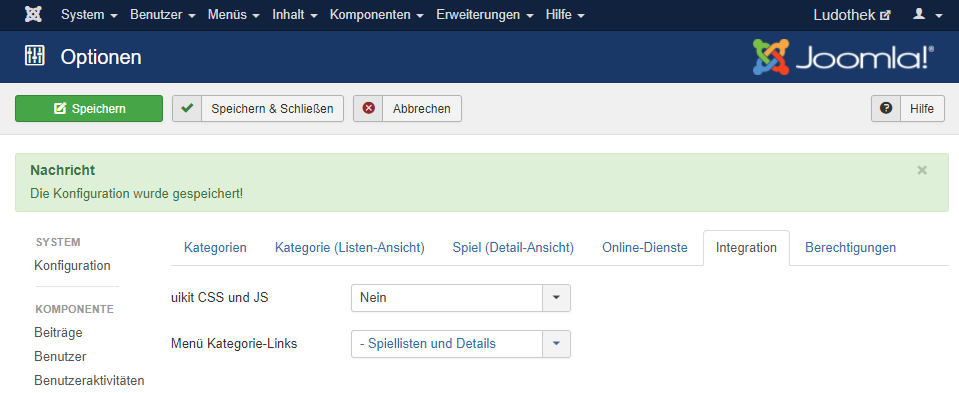 System Benutzer Menüs Inhalt Komponenten Erweiterungen Hilfe Ludothek
Optionen Joomla!®
Speichern Speichern & Schließen Abbrechen Hilfe
Nachricht ×
Die Konfiguration wurde gespeichert!
SYSTEM
Konfiguration
KOMPONENTE
Beiträge
Benutzer
Benutzeraktivitäten
Kategorien Kategorie (Listen-Ansicht) Spiel (Detail-Ansicht) Online-Dienste Integration Berechtigungen
uikit CSS und JS Nein
Menü Kategorie-Links - Spiellisten und Details